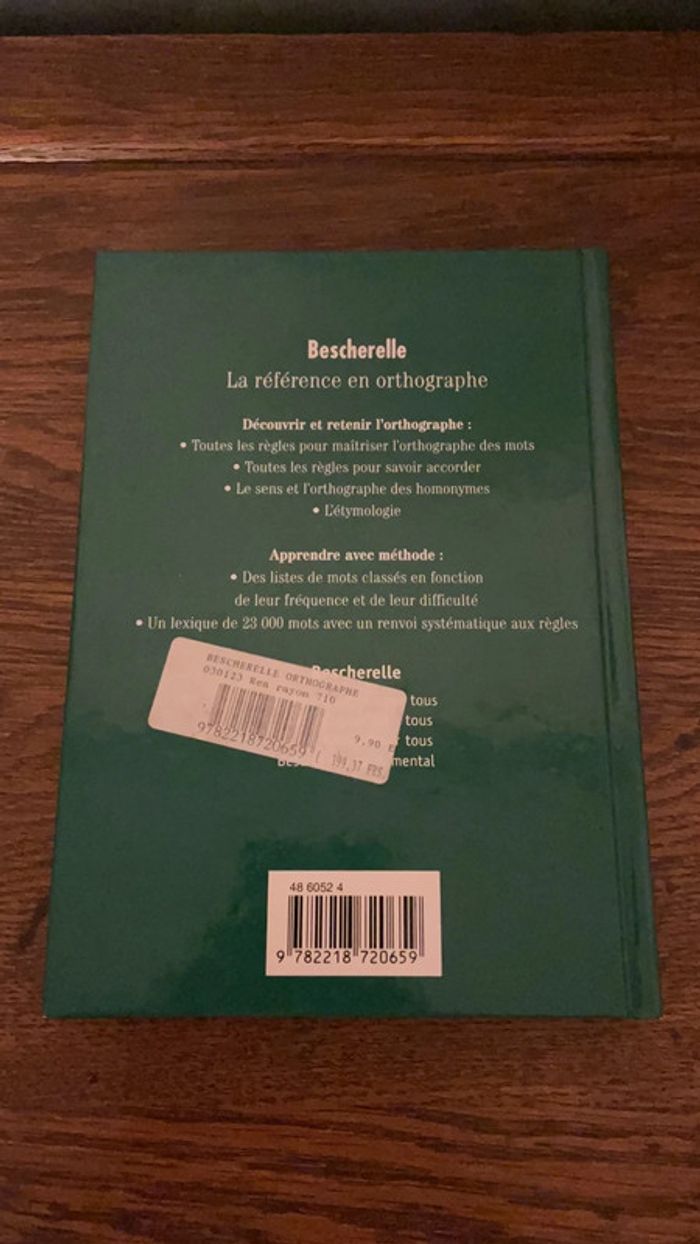 Bescherelle
La référence en orthographe
Découvrir et retenir l'orthographe :
• Toutes les règles pour maîtriser l'orthographe des mots
• Toutes les règles pour savoir accorder
• Le sens et l'orthographe des homonymes
• L'étymologie
Apprendre avec méthode :
• Des listes de mots classés en fonction
de leur fréquence et de leur difficulté
• Un lexique de 23 000 mots avec un renvoi systématique aux règles
Bescherelle
tous
tous
tous
mental
BESCHERELLE ORTHOGRAPHE
030123 Rea rayon 710
9782218720659
9,90 E
48 6052 4
9 782218 720659